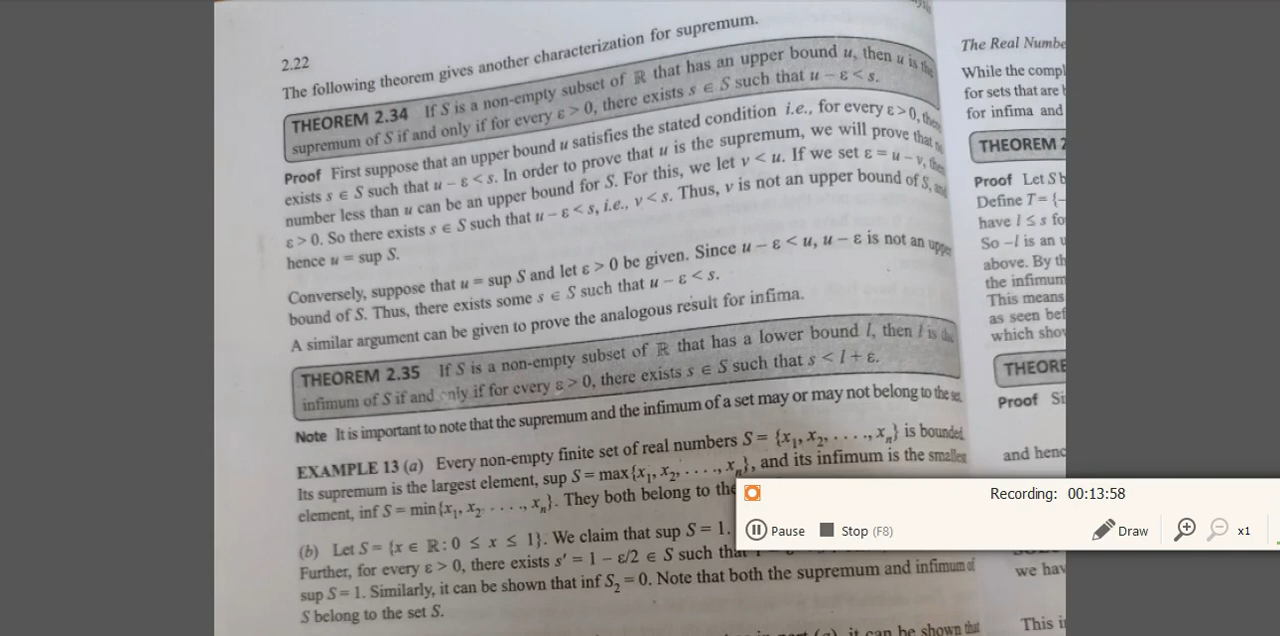 2.22
The following theorem gives another characterization for supremum.
THEOREM 2.34 If S is a non-empty subset of ℝ that has an upper bound u, then u is the
supremum of S if and only if for every ε > 0, there exists s ∈ S such that u – ε < s.
Proof First suppose that an upper bound u satisfies the stated condition i.e., for every ε > 0, there
exists s ∈ S such that u – ε < s. In order to prove that u is the supremum, we will prove that
number less than u can be an upper bound for S. For this, we let v < u. If we set ε = u – v,
ε > 0. So there exists s ∈ S such that u – ε < s, i.e., v < s. Thus, v is not an upper bound of S,
hence u = sup S.
Conversely, suppose that u = sup S and let ε > 0 be given. Since u – ε < u, u – ε is not an upper
bound of S. Thus, there exists some s ∈ S such that u – ε < s.
A similar argument can be given to prove the analogous result for infima.
THEOREM 2.35 If S is a non-empty subset of ℝ that has a lower bound l, then l is the
infimum of S if and only if for every ε > 0, there exists s ∈ S such that s < l + ε.
Note It is important to note that the supremum and the infimum of a set may or may not belong to the set.
EXAMPLE 13 (a) Every non-empty finite set of real numbers S = {x₁, x₂, . . . ., xₙ} is bounded.
Its supremum is the largest element, sup S = max{x₁, x₂, . . . ., xₙ}, and its infimum is the smallest
element, inf S = min{x₁, x₂ . . . ., xₙ}. They both belong to the
(b) Let S = {x ∈ ℝ : 0 ≤ x ≤ 1}. We claim that sup S = 1.
Further, for every ε > 0, there exists s′ = 1 – ε/2 ∈ S such that
sup S = 1. Similarly, it can be shown that inf S₂ = 0. Note that both the supremum and infimum of
S belong to the set S.
it can be shown that
The Real Numbe
While the compl
for sets that are b
for infima and
THEOREM 2
Proof Let S b
Define T = {–
have l ≤ s fo
So –l is an u
above. By th
the infimum
This means
as seen bef
which show
THEORE
Proof Si
and henc
we hav
This i
Recording: 00:13:58
Pause Stop (F8) Draw x1